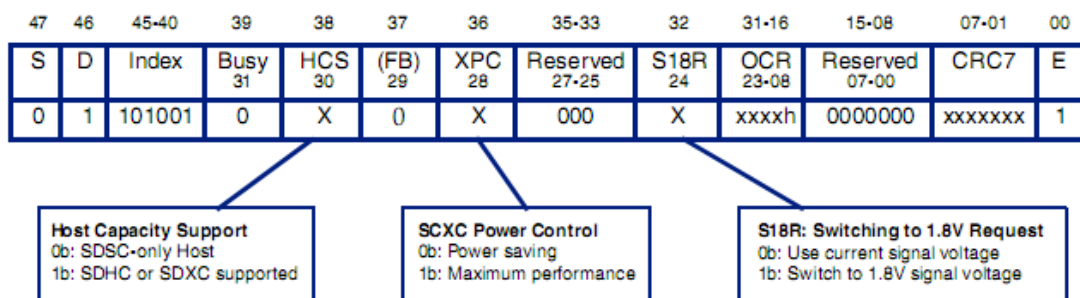 47 46 45-40 39 38 37 36 35-33 32 31-16 15-08 07-01 00
S D Index Busy HCS (FB) XPC Reserved S18R OCR Reserved CRC7 E
31 30 29 28 27-25 24 23-08 07-00
0 1 101001 0 X 0 X 000 X xxxxh 0000000 xxxxxxx 1
Host Capacity Support
0b: SDSC-only Host
1b: SDHC or SDXC supported
SCXC Power Control
0b: Power saving
1b: Maximum performance
S18R: Switching to 1.8V Request
0b: Use current signal voltage
1b: Switch to 1.8V signal voltage